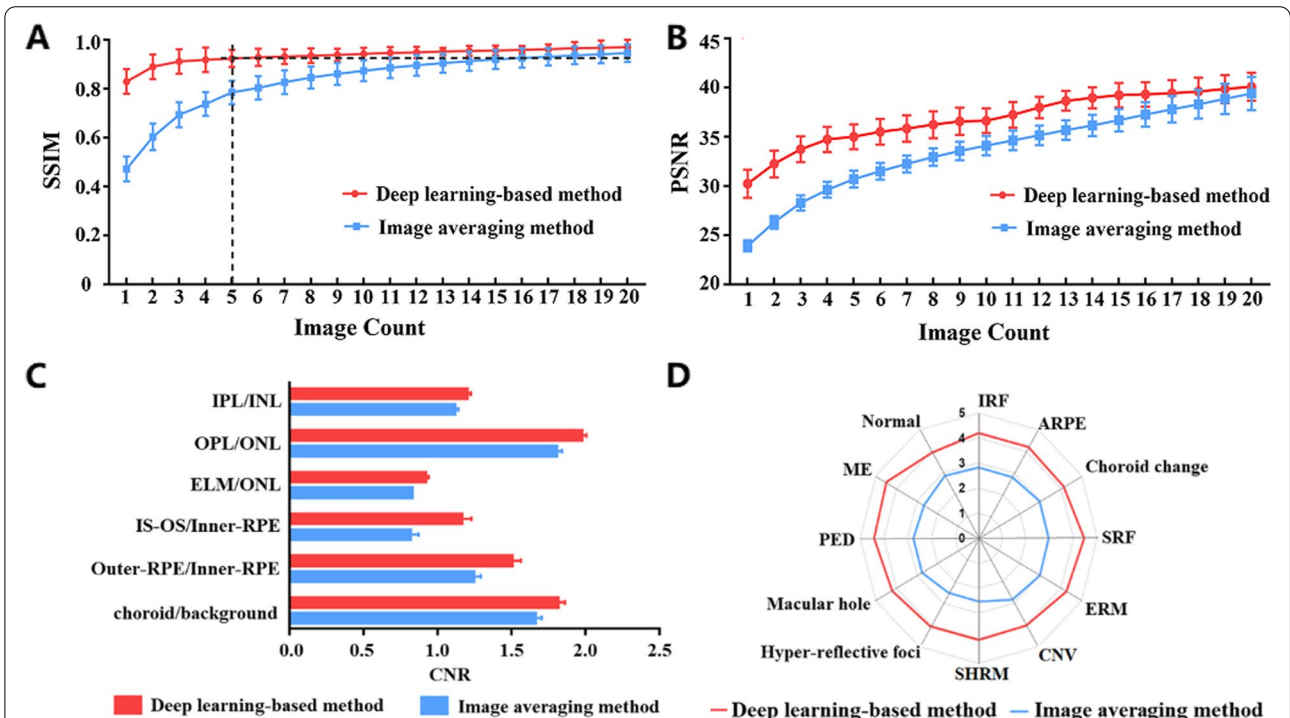 A
1.0
0.8
0.6
0.4
0.2
0
SSIM
Deep learning-based method
Image averaging method
1 2 3 4 5 6 7 8 9 10 11 12 13 14 15 16 17 18 19 20
Image Count
B
45
40
35
30
25
20
PSNR
Deep learning-based method
Image averaging method
1 2 3 4 5 6 7 8 9 10 11 12 13 14 15 16 17 18 19 20
Image Count
C
IPL/INL
OPL/ONL
ELM/ONL
IS-OS/Inner-RPE
Outer-RPE/Inner-RPE
choroid/background
0.0 0.5 1.0 1.5 2.0 2.5
CNR
Deep learning-based method Image averaging method
D
IRF
ARPE
Choroid change
SRF
ERM
CNV
SHRM
Hyper-reflective foci
Macular hole
PED
ME
Normal
5
4
3
2
1
0
Deep learning-based method Image averaging method